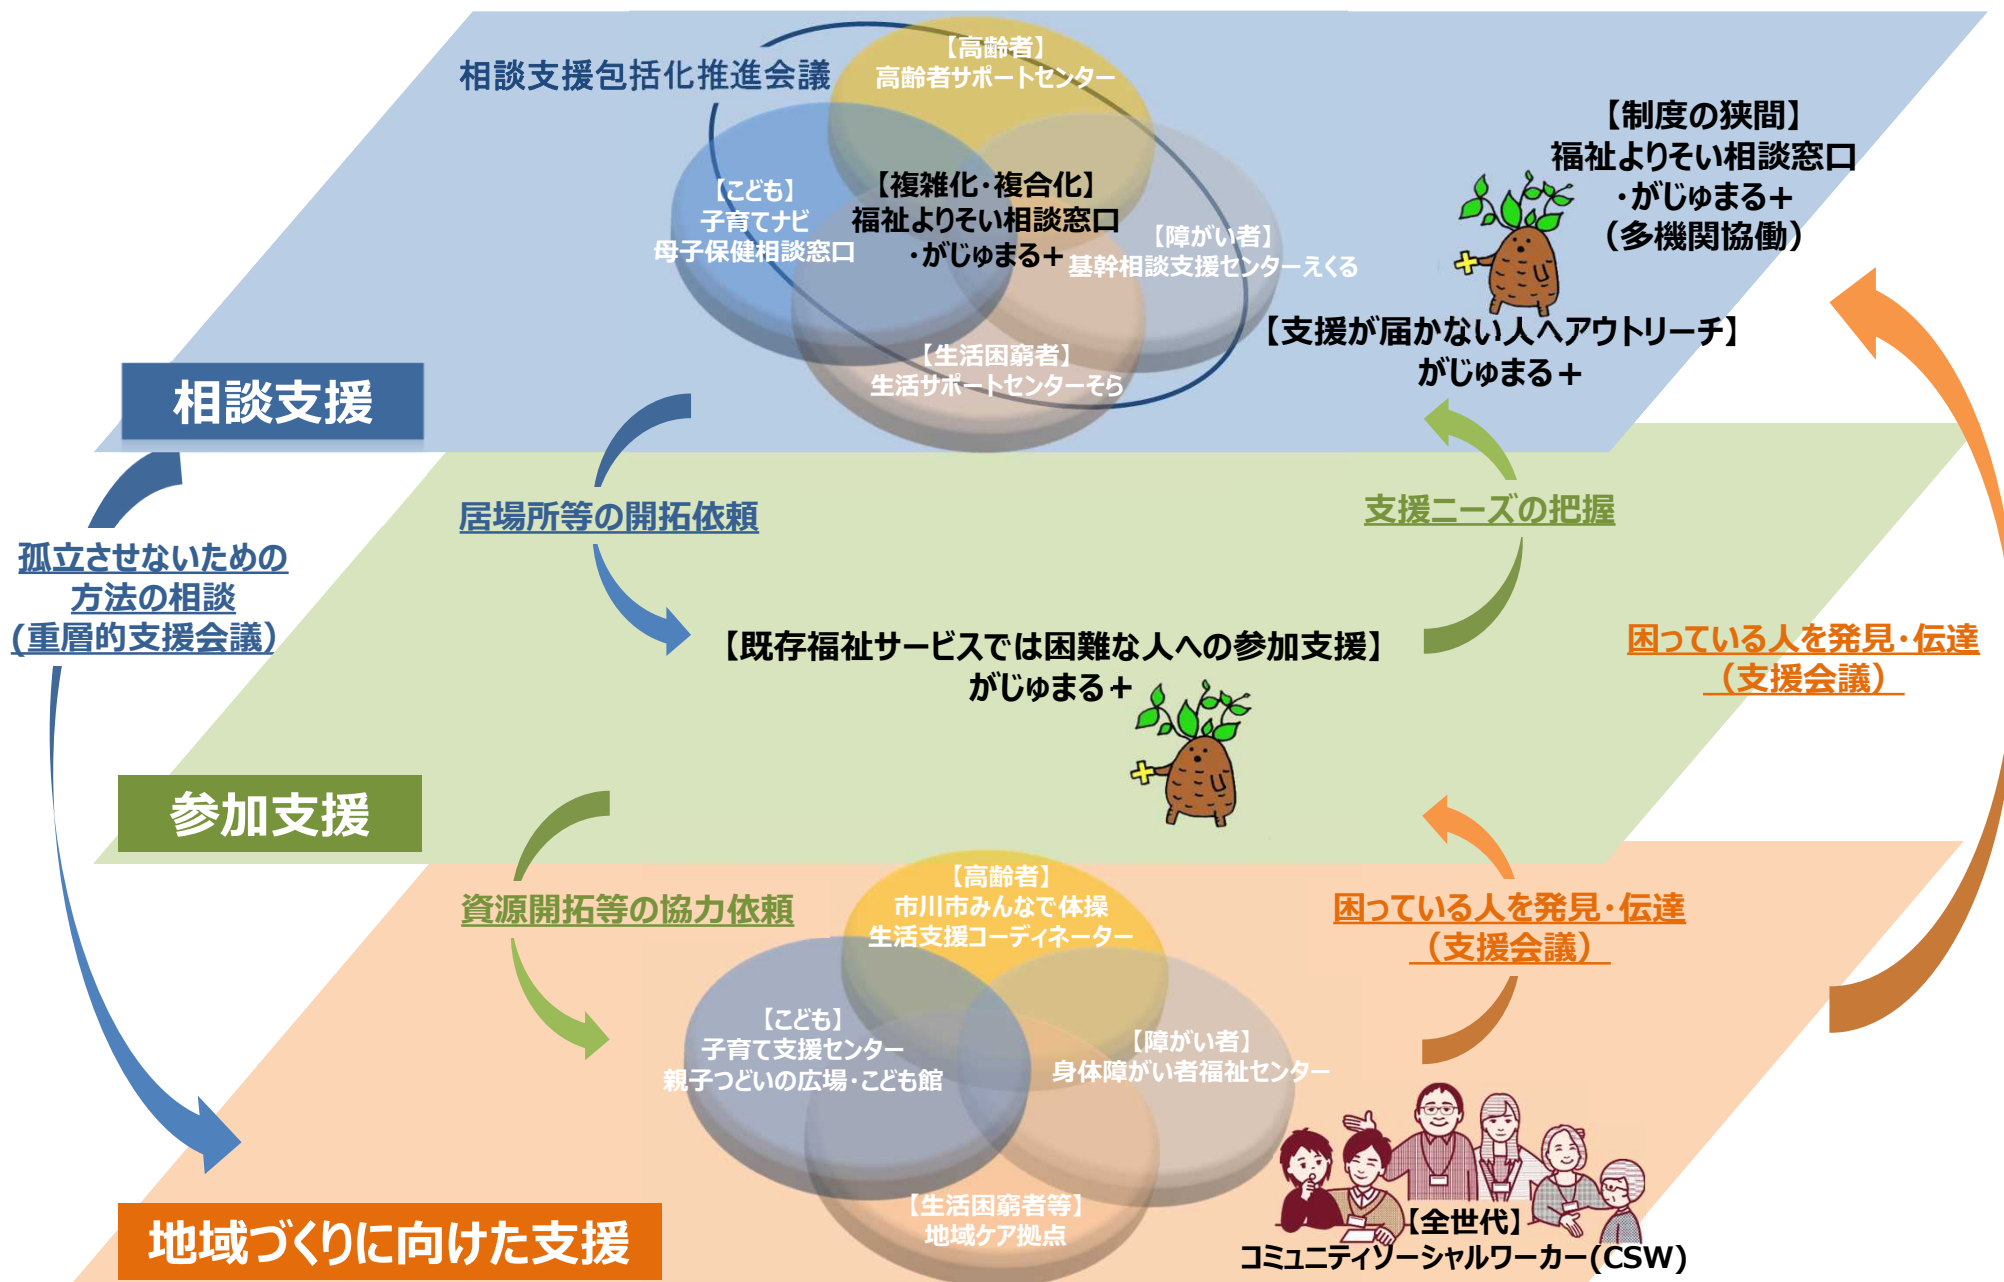 相談支援包括化推進会議
【高齢者】
高齢者サポートセンター
【こども】
子育てナビ
母子保健相談窓口
【複雑化・複合化】
福祉よりそい相談窓口
・がじゅまる+
【障がい者】
基幹相談支援センターえくる
【生活困窮者】
生活サポートセンターそら
【制度の狭間】
福祉よりそい相談窓口
・がじゅまる+
（多機関協働）
【支援が届かない人へアウトリーチ】
がじゅまる+
相談支援
居場所等の開拓依頼
支援ニーズの把握
孤立させないための
方法の相談
(重層的支援会議）
【既存福祉サービスでは困難な人への参加支援】
がじゅまる+
困っている人を発見・伝達
（支援会議）
参加支援
資源開拓等の協力依頼
困っている人を発見・伝達
（支援会議）
【高齢者】
市川市みんなで体操
生活支援コーディネーター
【こども】
子育て支援センター
親子つどいの広場・こども館
【障がい者】
身体障がい者福祉センター
【生活困窮者等】
地域ケア拠点
【全世代】
コミュニティソーシャルワーカー(CSW)
地域づくりに向けた支援